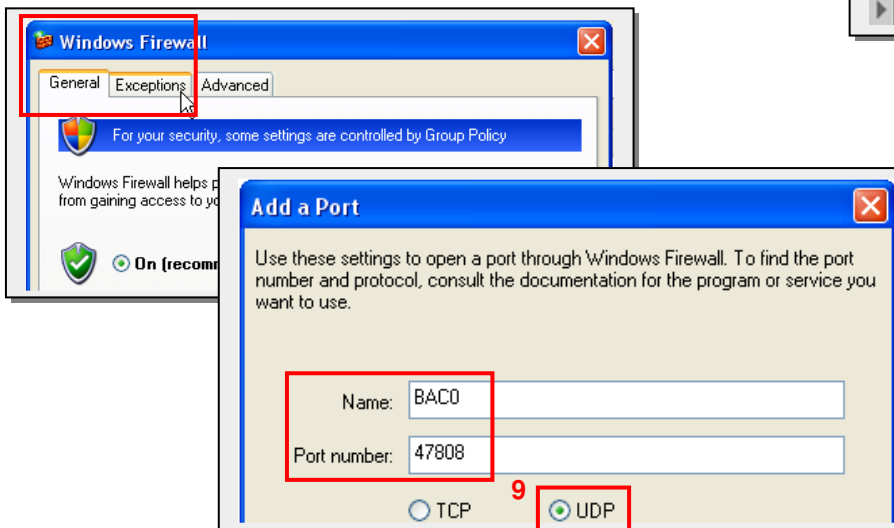 Windows Firewall
General Exceptions Advanced
For your security, some settings are controlled by Group Policy
Windows Firewall helps p
from gaining access to yo
On (recomm
Add a Port
Use these settings to open a port through Windows Firewall. To find the port
number and protocol, consult the documentation for the program or service you
want to use.
Name: BAC0
Port number: 47808
9
TCP UDP